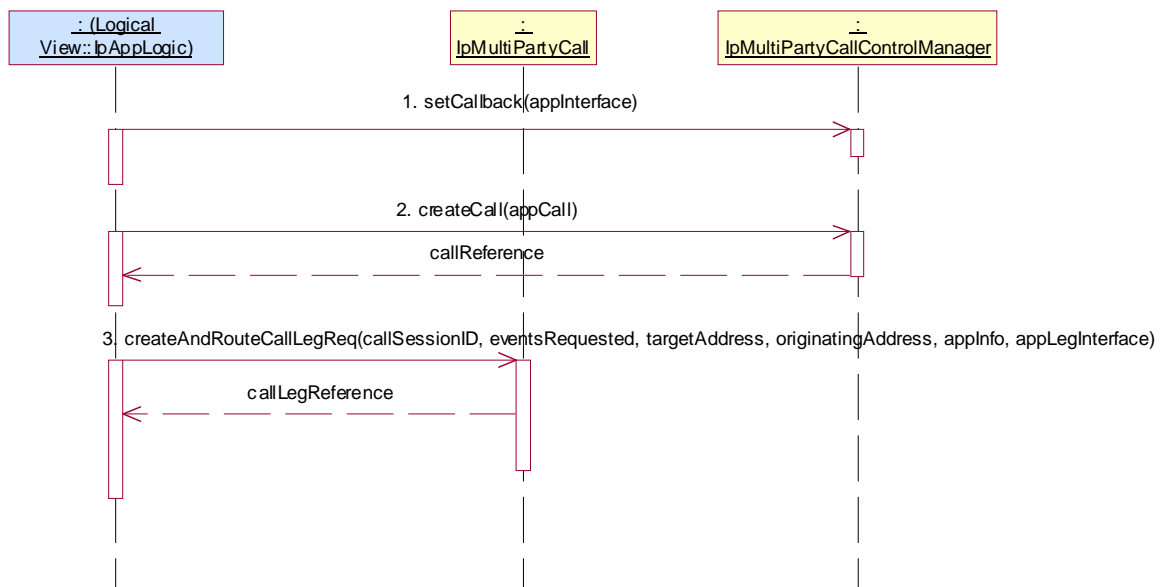 : (Logical
View::IpAppLogic)
:
IpMultiPartyCall
:
IpMultiPartyCallControlManager
1. setCallback(appInterface)
2. createCall(appCall)
callReference
3. createAndRouteCallLegReq(callSessionID, eventsRequested, targetAddress, originatingAddress, appInfo, appLegInterface)
callLegReference